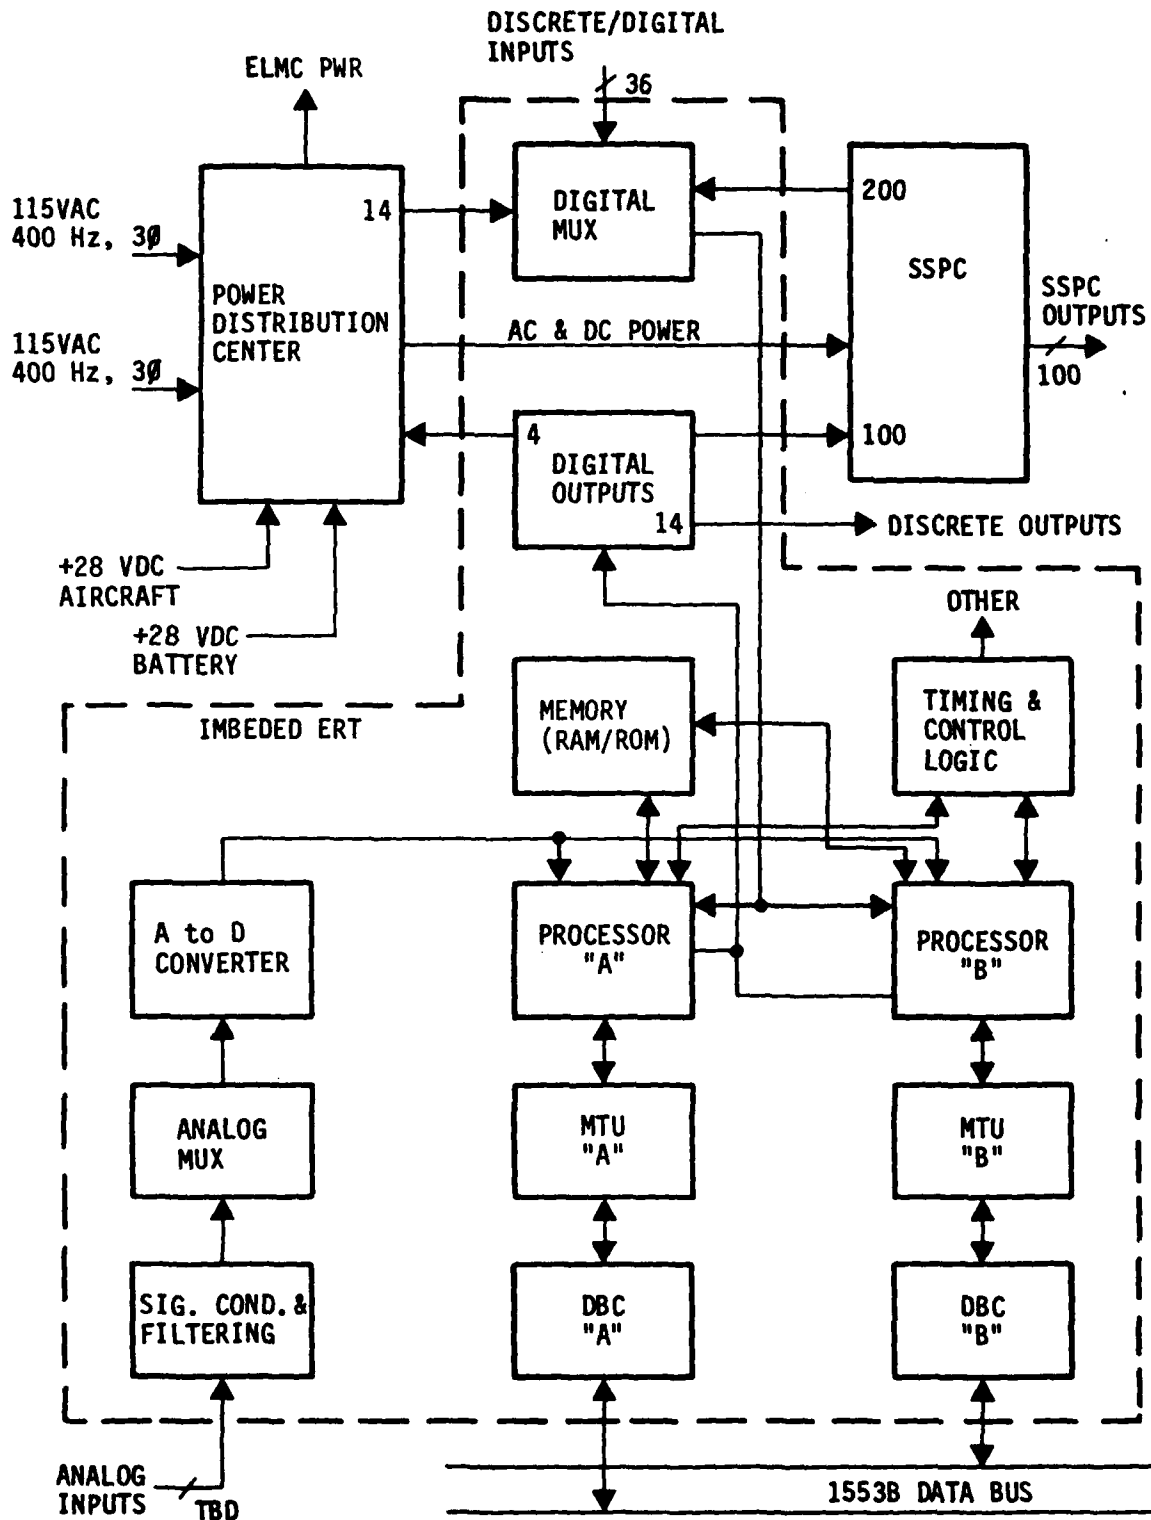 DISCRETE/DIGITAL
INPUTS
36
ELMC PWR
115VAC
400 Hz, 3Ø
115VAC
400 Hz, 3Ø
14
POWER
DISTRIBUTION
CENTER
+28 VDC
AIRCRAFT
+28 VDC
BATTERY
DIGITAL
MUX
200
SSPC
100
SSPC
OUTPUTS
100
AC & DC POWER
4
DIGITAL
OUTPUTS
14
DISCRETE OUTPUTS
IMBEDED ERT
MEMORY
(RAM/ROM)
OTHER
TIMING &
CONTROL
LOGIC
A to D
CONVERTER
PROCESSOR
"A"
PROCESSOR
"B"
ANALOG
MUX
MTU
"A"
MTU
"B"
SIG. COND. &
FILTERING
DBC
"A"
DBC
"B"
ANALOG
INPUTS
TBD
1553B DATA BUS